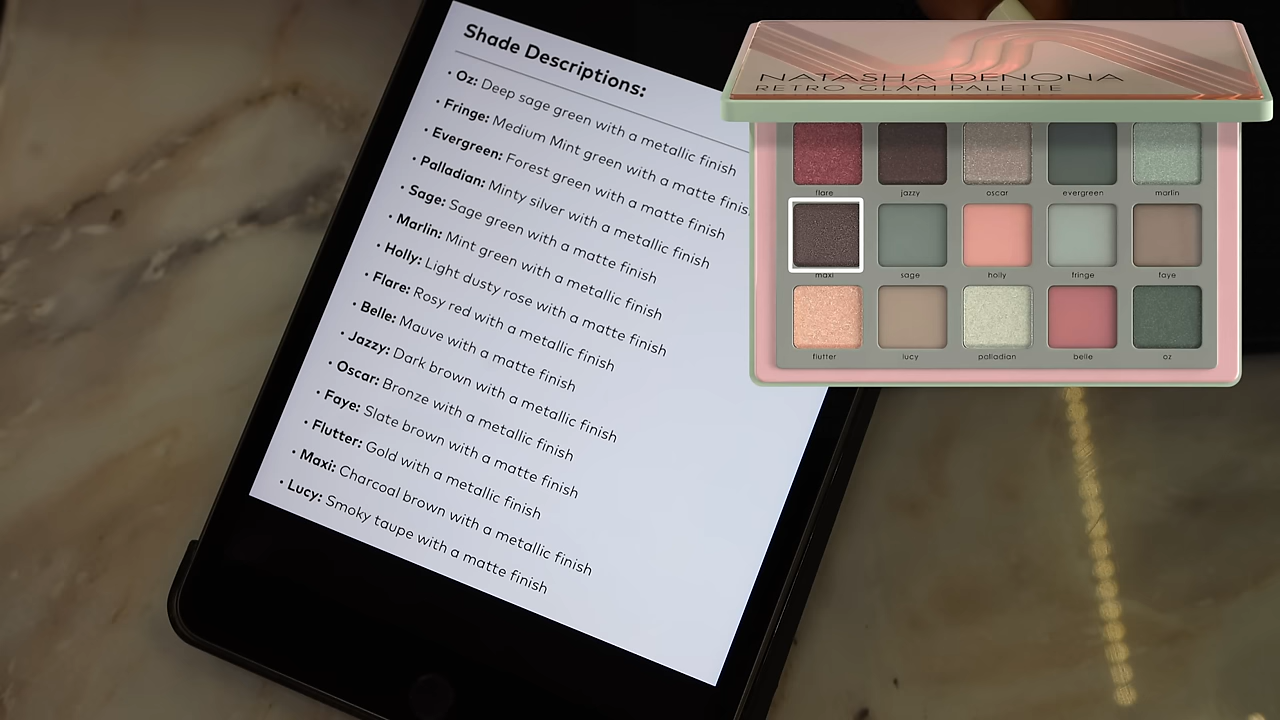 Shade Descriptions:
• Oz: Deep sage green with a metallic finish
• Fringe: Medium Mint green with a matte finis
• Evergreen: Forest green with a matte finish
• Palladian: Minty silver with a metallic finish
• Sage: Sage green with a matte finish
• Marlin: Mint green with a metallic finish
• Holly: Light dusty rose with a matte finish
• Flare: Rosy red with a metallic finish
• Belle: Mauve with a matte finish
• Jazzy: Dark brown with a metallic finish
• Oscar: Bronze with a metallic finish
• Faye: Slate brown with a matte finish
• Flutter: Gold with a metallic finish
• Maxi: Charcoal brown with a metallic finish
• Lucy: Smoky taupe with a matte finish
NATASHA DENONA
RETRO GLAM PALETTE
flare jazzy oscar evergreen marlin
maxi sage holly fringe faye
flutter lucy palladian belle oz